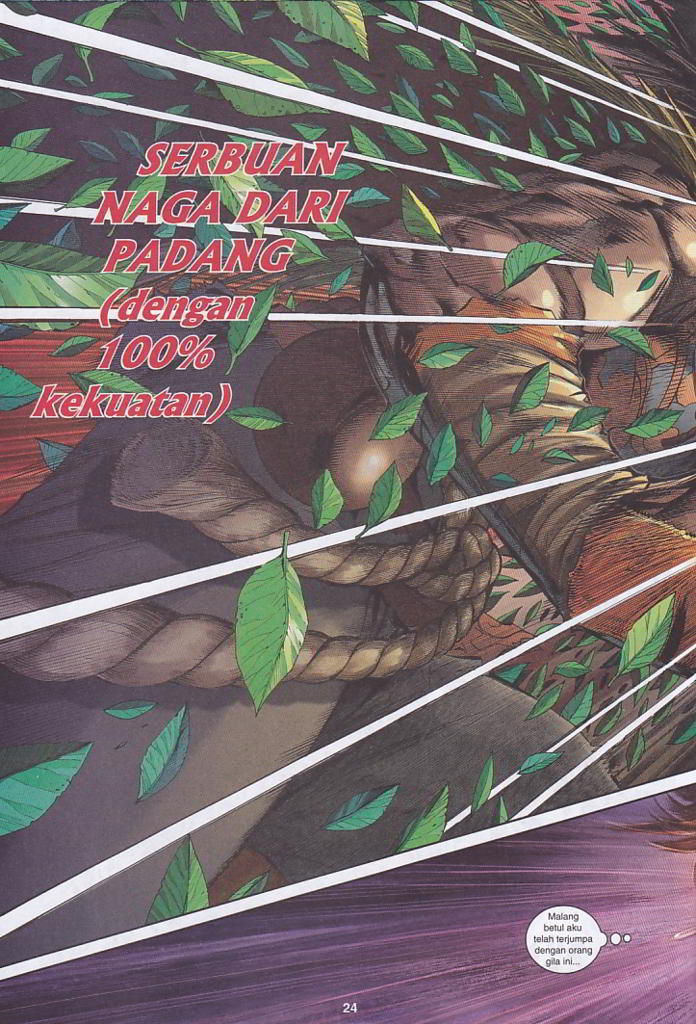 SERBUAN
NAGA DARI
PADANG
(dengan
100%
kekuatan)
Malang
betul aku
telah terjumpa
dengan orang
gila ini...
24